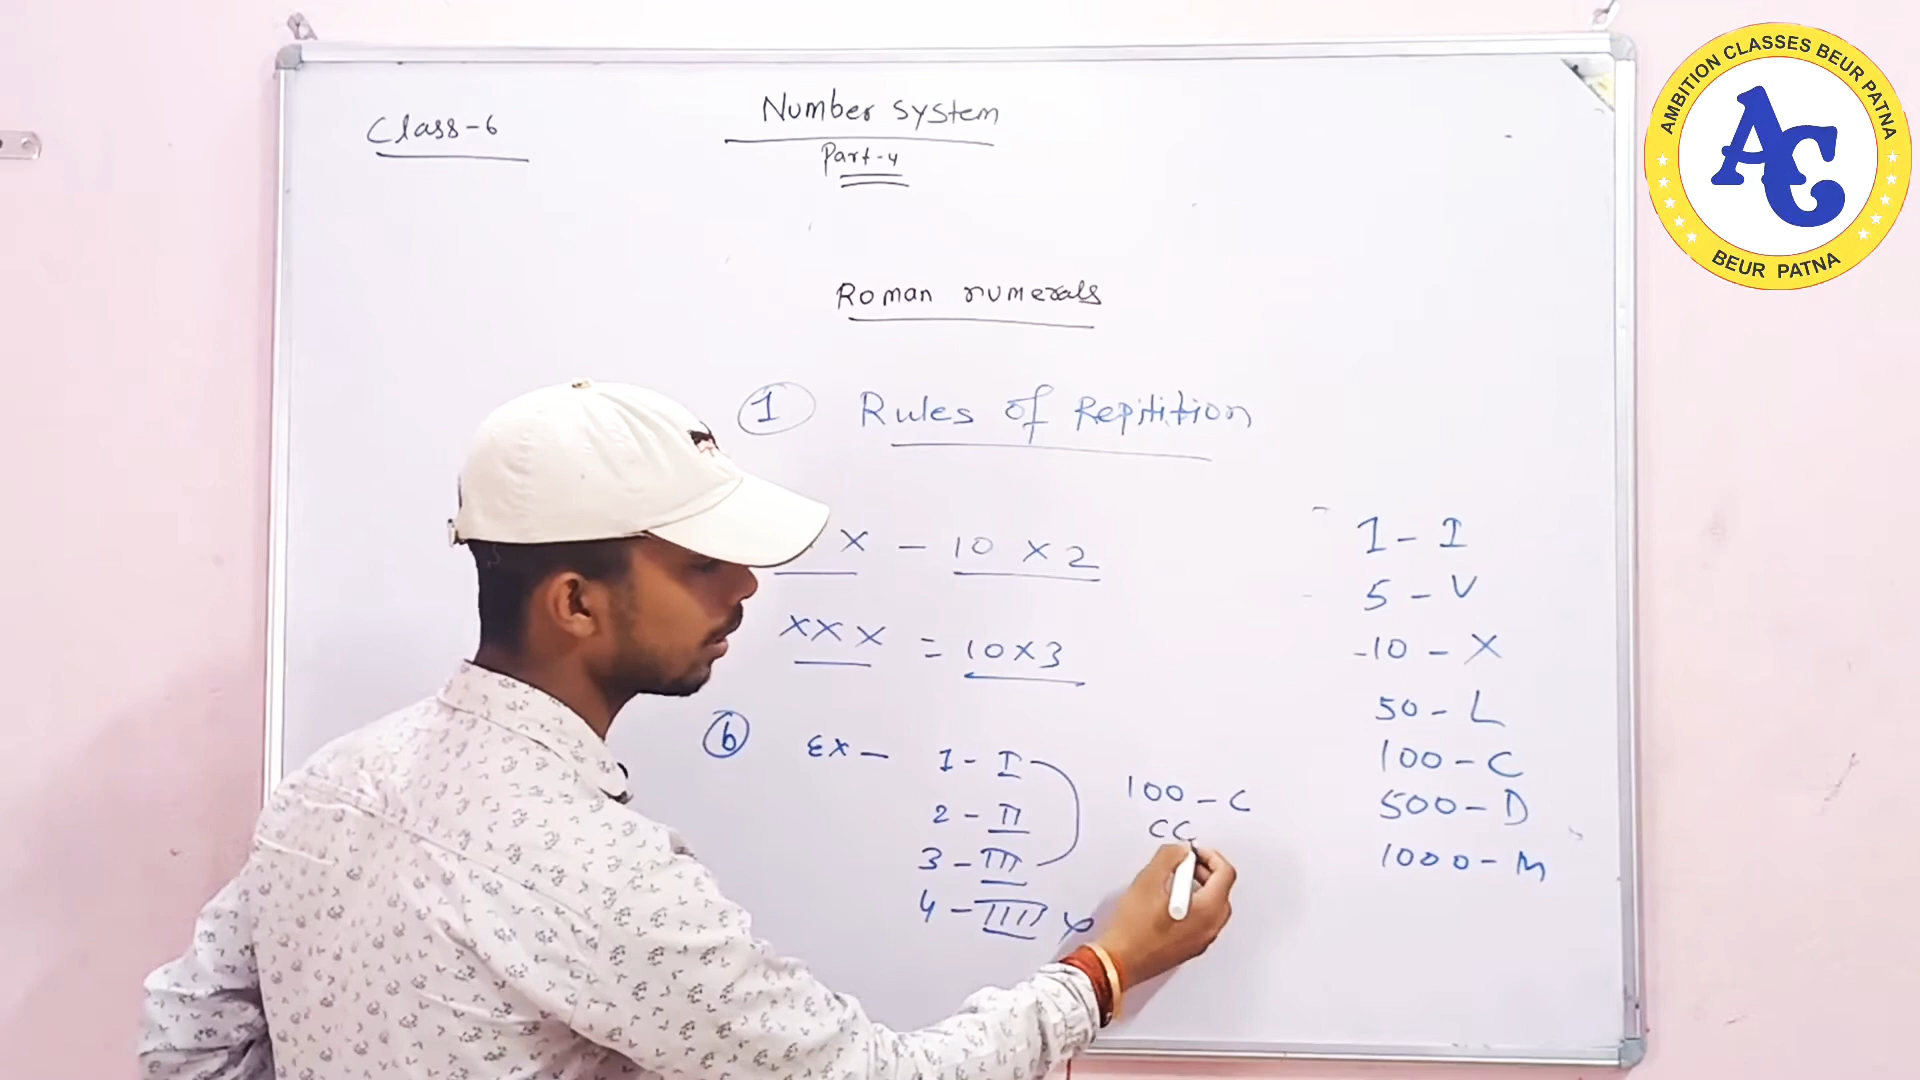 Class-6
Number system
Part-4
Roman numerals
1 Rules of Repitition
X - 10 X 2
XXX = 10X3
b Ex - 1 - I
2 - II
3 - III
4 - IIII
100 - C
CC
1 - I
5 - V
10 - X
50 - L
100 - C
500 - D
1000 - M
AMBITION CLASSES BEUR PATNA
AC
BEUR PATNA